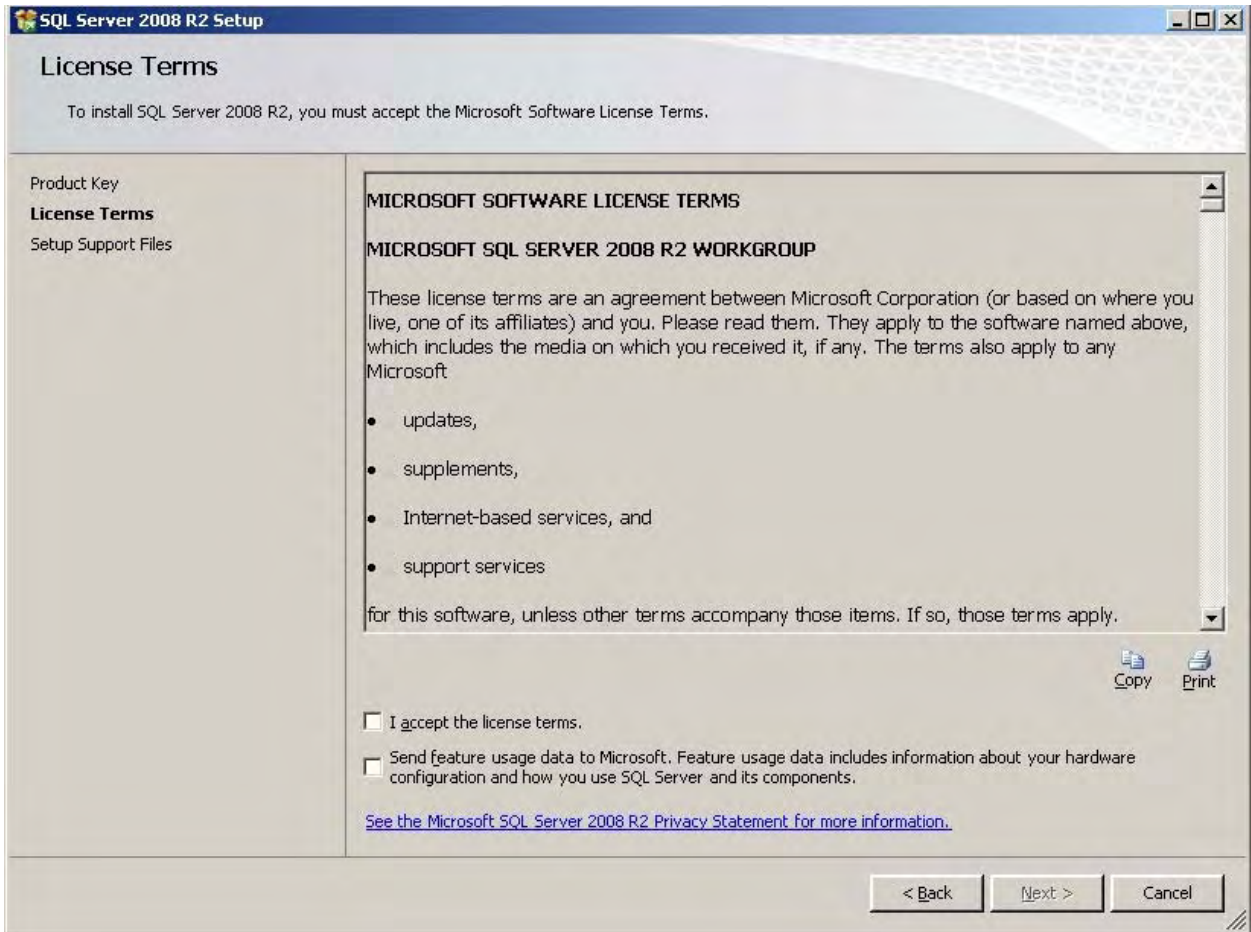 SQL Server 2008 R2 Setup
License Terms
To install SQL Server 2008 R2, you must accept the Microsoft Software License Terms.
Product Key
License Terms
Setup Support Files
MICROSOFT SOFTWARE LICENSE TERMS
MICROSOFT SQL SERVER 2008 R2 WORKGROUP
These license terms are an agreement between Microsoft Corporation (or based on where you
live, one of its affiliates) and you. Please read them. They apply to the software named above,
which includes the media on which you received it, if any. The terms also apply to any
Microsoft
• updates,
• supplements,
• Internet-based services, and
• support services
for this software, unless other terms accompany those items. If so, those terms apply.
Copy Print
I accept the license terms.
Send feature usage data to Microsoft. Feature usage data includes information about your hardware
configuration and how you use SQL Server and its components.
See the Microsoft SQL Server 2008 R2 Privacy Statement for more information.
< Back Next > Cancel